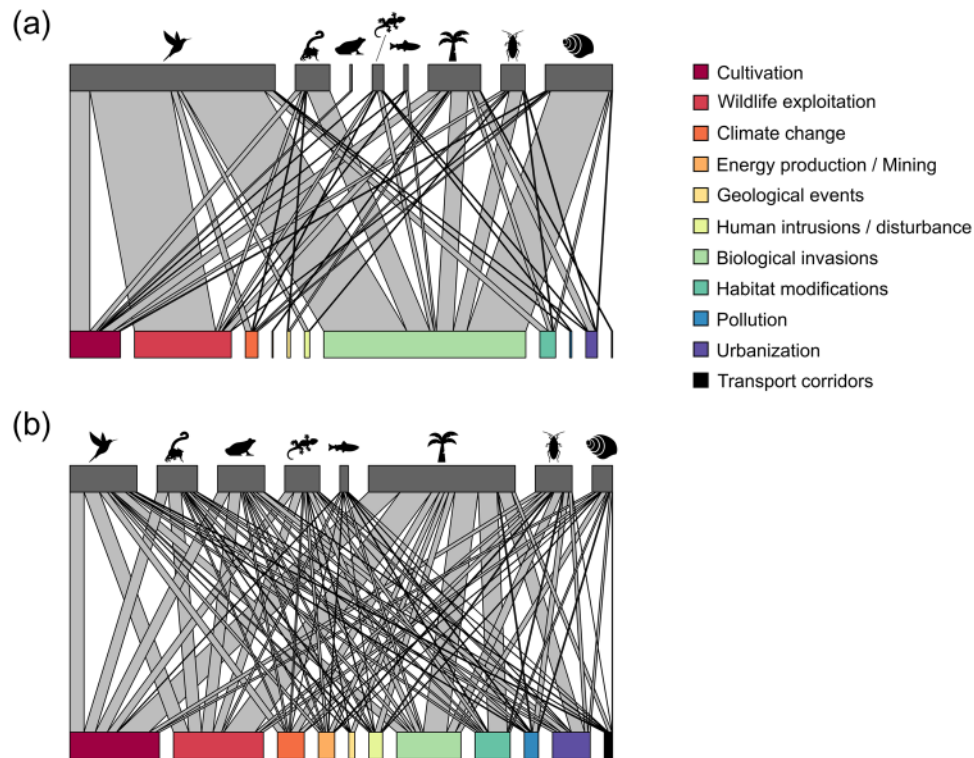 (a)
Cultivation
Wildlife exploitation
Climate change
Energy production / Mining
Geological events
Human intrusions / disturbance
Biological invasions
Habitat modifications
Pollution
Urbanization
Transport corridors
(b)